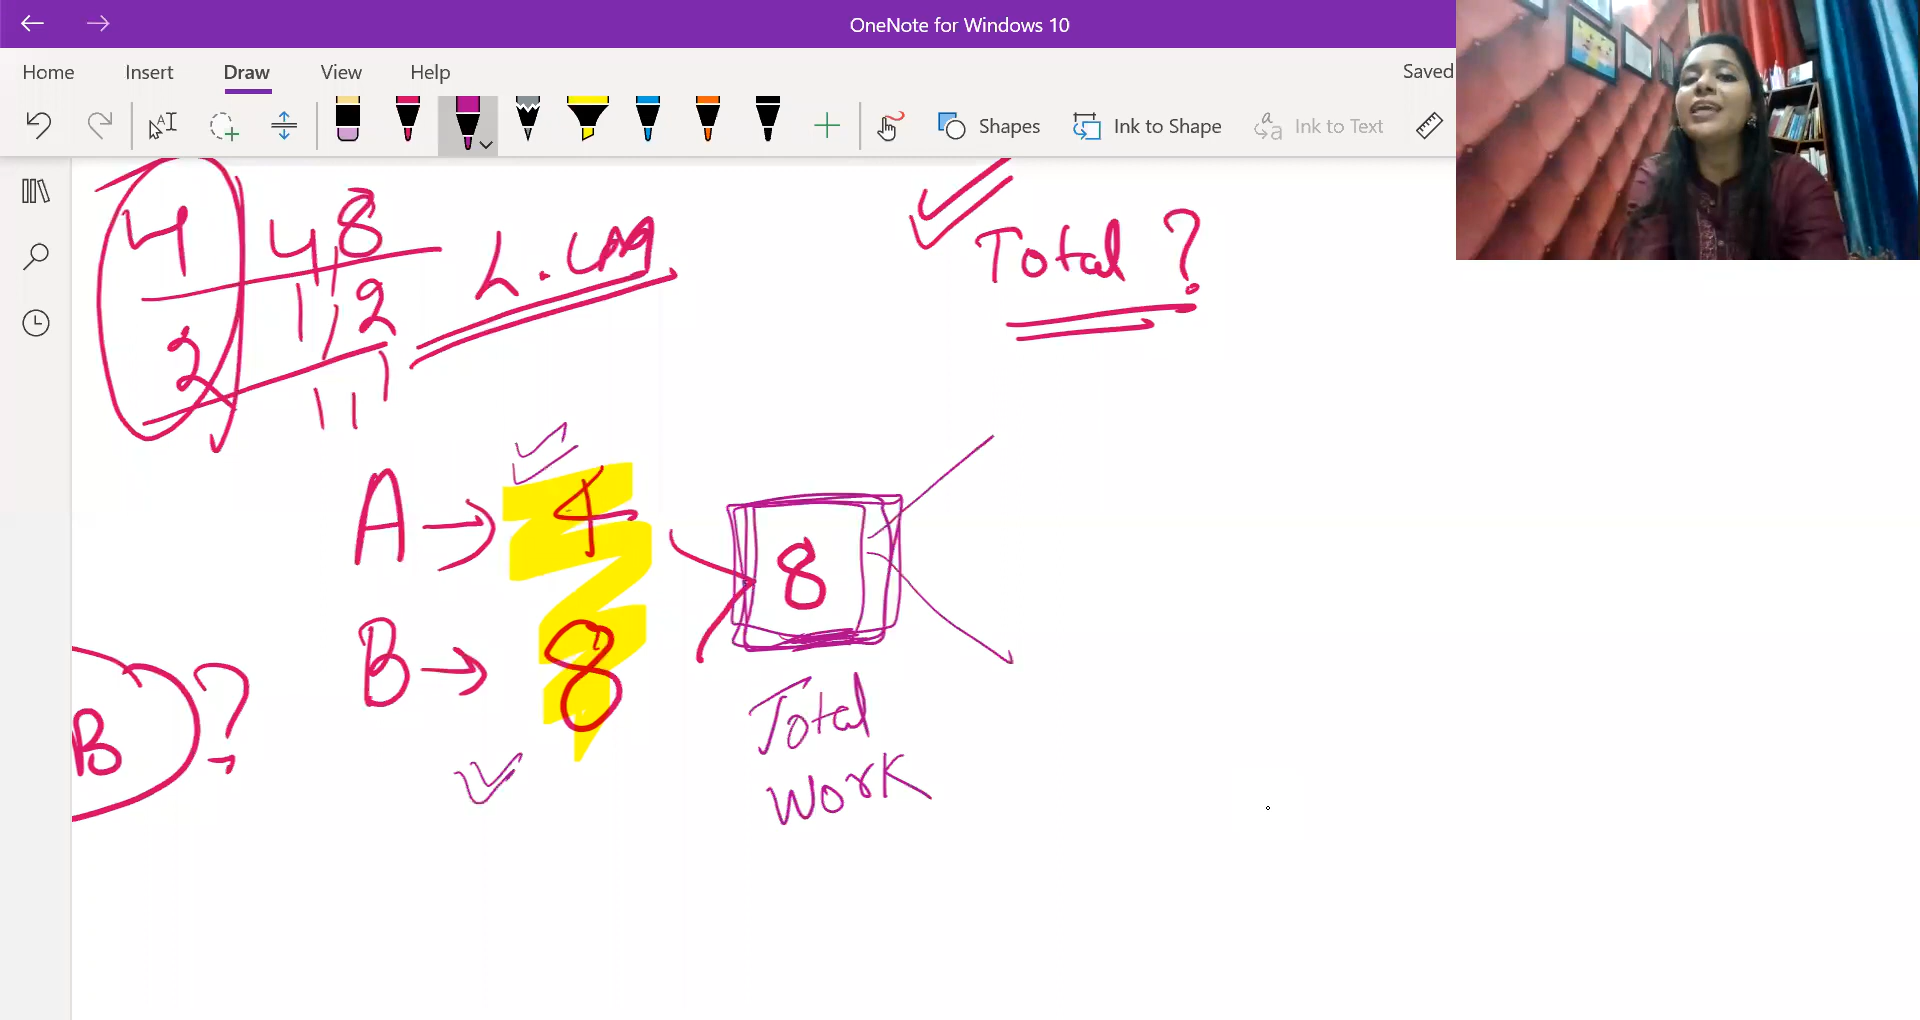 OneNote for Windows 10
Home Insert Draw View Help Saved
Shapes Ink to Shape Ink to Text
4 4, 8
2 1, 2
1 1
L.CM
Total ?
A → 4
B → 8
8
Total
Work
B ?